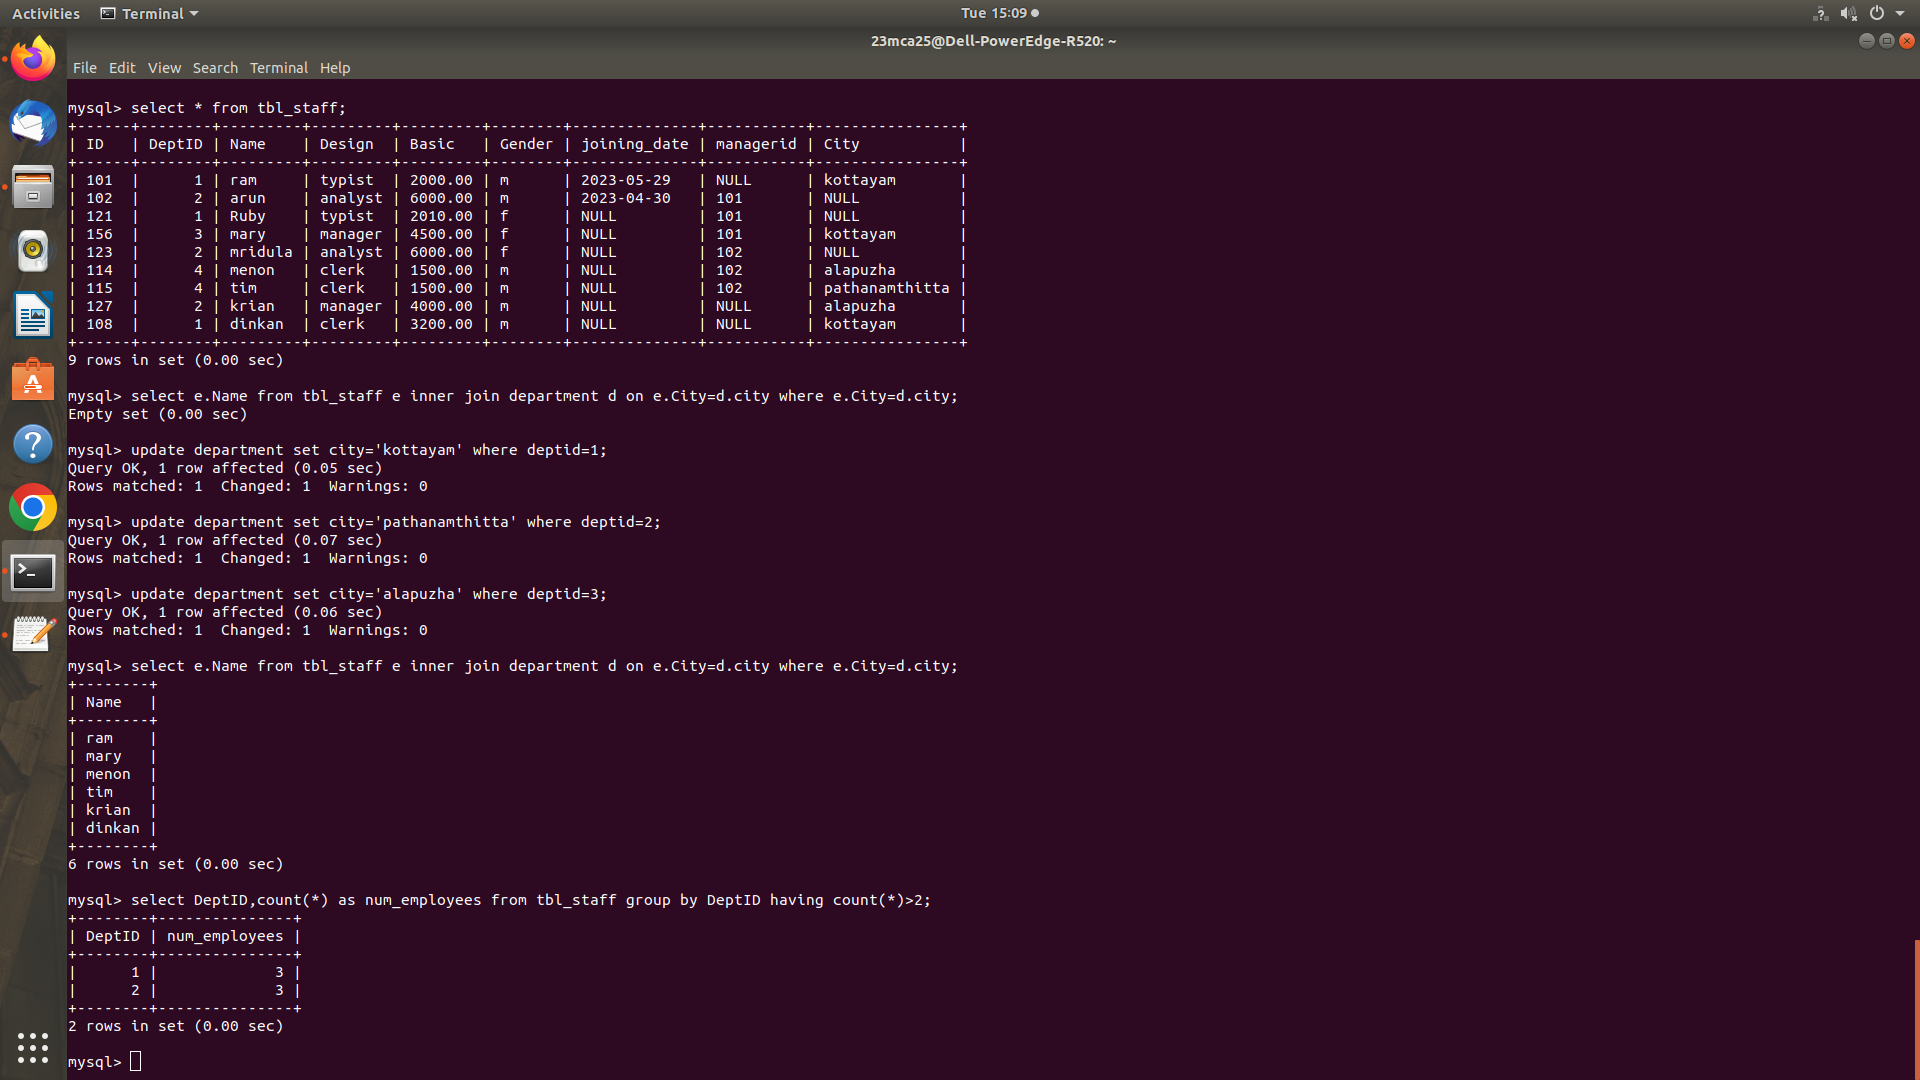 Activities Terminal Tue 15:09
23mca25@Dell-PowerEdge-R520: ~
File Edit View Search Terminal Help
mysql> select * from tbl_staff;
+------+--------+---------+---------+---------+--------+--------------+-----------+----------------+
| ID   | DeptID | Name    | Design  | Basic   | Gender | joining_date | managerid | City           |
+------+--------+---------+---------+---------+--------+--------------+-----------+----------------+
| 101  |      1 | ram     | typist  | 2000.00 | m      | 2023-05-29   | NULL      | kottayam       |
| 102  |      2 | arun    | analyst | 6000.00 | m      | 2023-04-30   | 101       | NULL           |
| 121  |      1 | Ruby    | typist  | 2010.00 | f      | NULL         | 101       | NULL           |
| 156  |      3 | mary    | manager | 4500.00 | f      | NULL         | 101       | kottayam       |
| 123  |      2 | mridula | analyst | 6000.00 | f      | NULL         | 102       | NULL           |
| 114  |      4 | menon   | clerk   | 1500.00 | m      | NULL         | 102       | alapuzha       |
| 115  |      4 | tim     | clerk   | 1500.00 | m      | NULL         | 102       | pathanamthitta |
| 127  |      2 | krian   | manager | 4000.00 | m      | NULL         | NULL      | alapuzha       |
| 108  |      1 | dinkan  | clerk   | 3200.00 | m      | NULL         | NULL      | kottayam       |
+------+--------+---------+---------+---------+--------+--------------+-----------+----------------+
9 rows in set (0.00 sec)
mysql> select e.Name from tbl_staff e inner join department d on e.City=d.city where e.City=d.city;
Empty set (0.00 sec)
mysql> update department set city='kottayam' where deptid=1;
Query OK, 1 row affected (0.05 sec)
Rows matched: 1  Changed: 1  Warnings: 0
mysql> update department set city='pathanamthitta' where deptid=2;
Query OK, 1 row affected (0.07 sec)
Rows matched: 1  Changed: 1  Warnings: 0
mysql> update department set city='alapuzha' where deptid=3;
Query OK, 1 row affected (0.06 sec)
Rows matched: 1  Changed: 1  Warnings: 0
mysql> select e.Name from tbl_staff e inner join department d on e.City=d.city where e.City=d.city;
+--------+
| Name   |
+--------+
| ram    |
| mary   |
| menon  |
| tim    |
| krian  |
| dinkan |
+--------+
6 rows in set (0.00 sec)
mysql> select DeptID,count(*) as num_employees from tbl_staff group by DeptID having count(*)>2;
+--------+---------------+
| DeptID | num_employees |
+--------+---------------+
|      1 |             3 |
|      2 |             3 |
+--------+---------------+
2 rows in set (0.00 sec)
mysql>